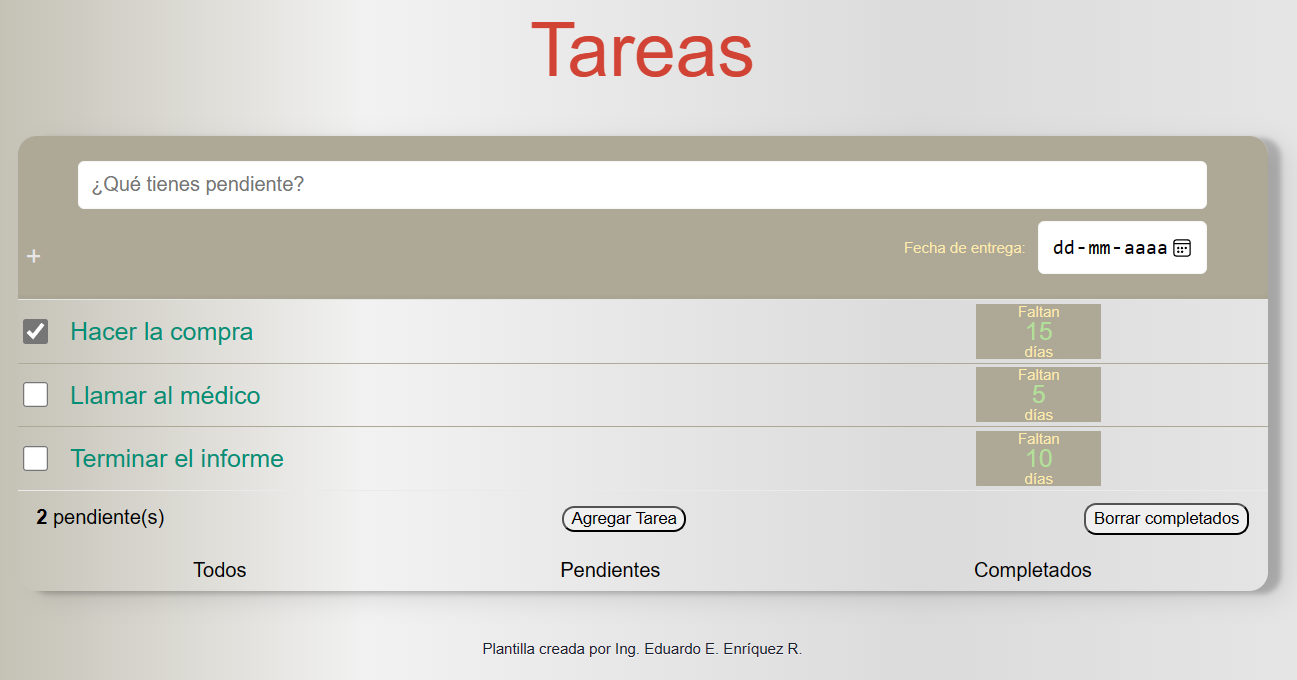 Tareas
¿Qué tienes pendiente?
+
Fecha de entrega: dd-mm-aaaa
Hacer la compra
Faltan
15
días
Llamar al médico
Faltan
5
días
Terminar el informe
Faltan
10
días
2 pendiente(s) Agregar Tarea Borrar completados
Todos Pendientes Completados
Plantilla creada por Ing. Eduardo E. Enríquez R.